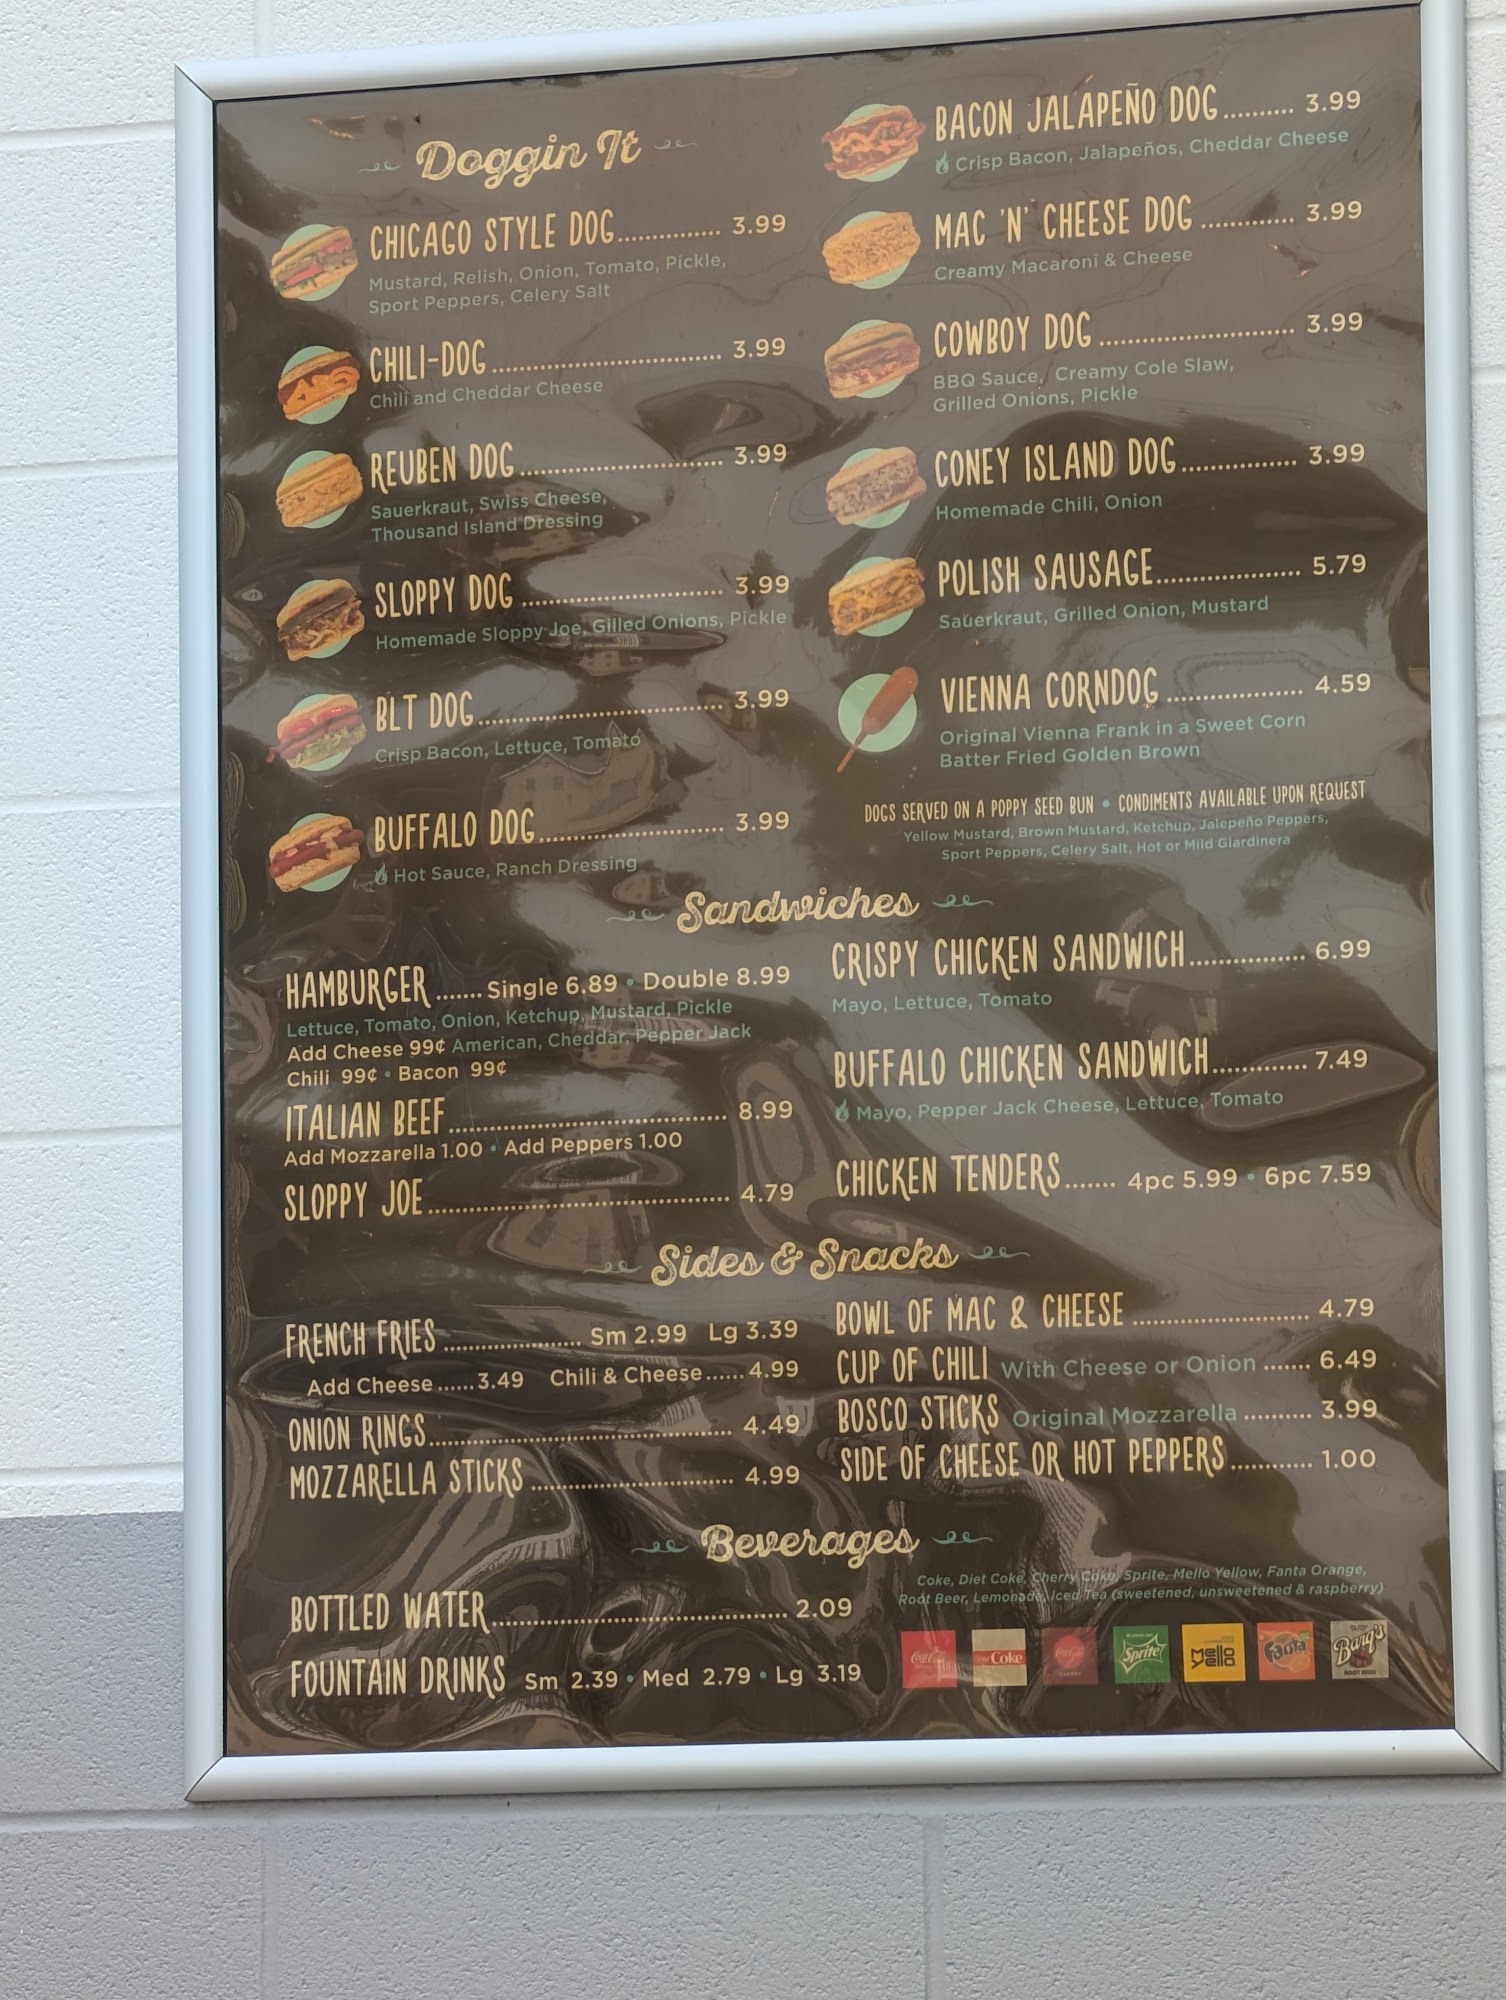 Doggin It
CHICAGO STYLE DOG.............. 3.99
Mustard, Relish, Onion, Tomato, Pickle,
Sport Peppers, Celery Salt
CHILI-DOG........................... 3.99
Chili and Cheddar Cheese
REUBEN DOG........................... 3.99
Sauerkraut, Swiss Cheese,
Thousand Island Dressing
SLOPPY DOG........................... 3.99
Homemade Sloppy Joe, Gilled Onions, Pickle
BLT DOG................................ 3.99
Crisp Bacon, Lettuce, Tomato
BUFFALO DOG........................ 3.99
Hot Sauce, Ranch Dressing
BACON JALAPEÑO DOG.......... 3.99
Crisp Bacon, Jalapeños, Cheddar Cheese
MAC 'N' CHEESE DOG ............ 3.99
Creamy Macaroni & Cheese
COWBOY DOG......................... 3.99
BBQ Sauce, Creamy Cole Slaw,
Grilled Onions, Pickle
CONEY ISLAND DOG............... 3.99
Homemade Chili, Onion
POLISH SAUSAGE................... 5.79
Sauerkraut, Grilled Onion, Mustard
VIENNA CORNDOG.................. 4.59
Original Vienna Frank in a Sweet Corn
Batter Fried Golden Brown
DOGS SERVED ON A POPPY SEED BUN • CONDIMENTS AVAILABLE UPON REQUEST
Yellow Mustard, Brown Mustard, Ketchup, Jalepeño Peppers,
Sport Peppers, Celery Salt, Hot or Mild Giardinera
Sandwiches
HAMBURGER....... Single 6.89 • Double 8.99
Lettuce, Tomato, Onion, Ketchup, Mustard, Pickle
Add Cheese 99¢ American, Cheddar, Pepper Jack
Chili 99¢ • Bacon 99¢
ITALIAN BEEF.................................... 8.99
Add Mozzarella 1.00 • Add Peppers 1.00
SLOPPY JOE....................................... 4.79
CRISPY CHICKEN SANDWICH............... 6.99
Mayo, Lettuce, Tomato
BUFFALO CHICKEN SANDWICH............. 7.49
Mayo, Pepper Jack Cheese, Lettuce, Tomato
CHICKEN TENDERS....... 4pc 5.99 • 6pc 7.59
Sides & Snacks
FRENCH FRIES .................. Sm 2.99 Lg 3.39
Add Cheese......3.49 Chili & Cheese......4.99
ONION RINGS....................................... 4.49
MOZZARELLA STICKS .......................... 4.99
BOWL OF MAC & CHEESE ....................... 4.79
CUP OF CHILI With Cheese or Onion ....... 6.49
BOSCO STICKS Original Mozzarella .......... 3.99
SIDE OF CHEESE OR HOT PEPPERS............ 1.00
Beverages
BOTTLED WATER...................................... 2.09
FOUNTAIN DRINKS Sm 2.39 • Med 2.79 • Lg 3.19
Coke, Diet Coke, Cherry Coke, Sprite, Mello Yellow, Fanta Orange,
Root Beer, Lemonade, Iced Tea (sweetened, unsweetened & raspberry)
Coca-Cola Coke Coca-Cola Sprite Mello Yello Fanta Barq's
ROOT BEER